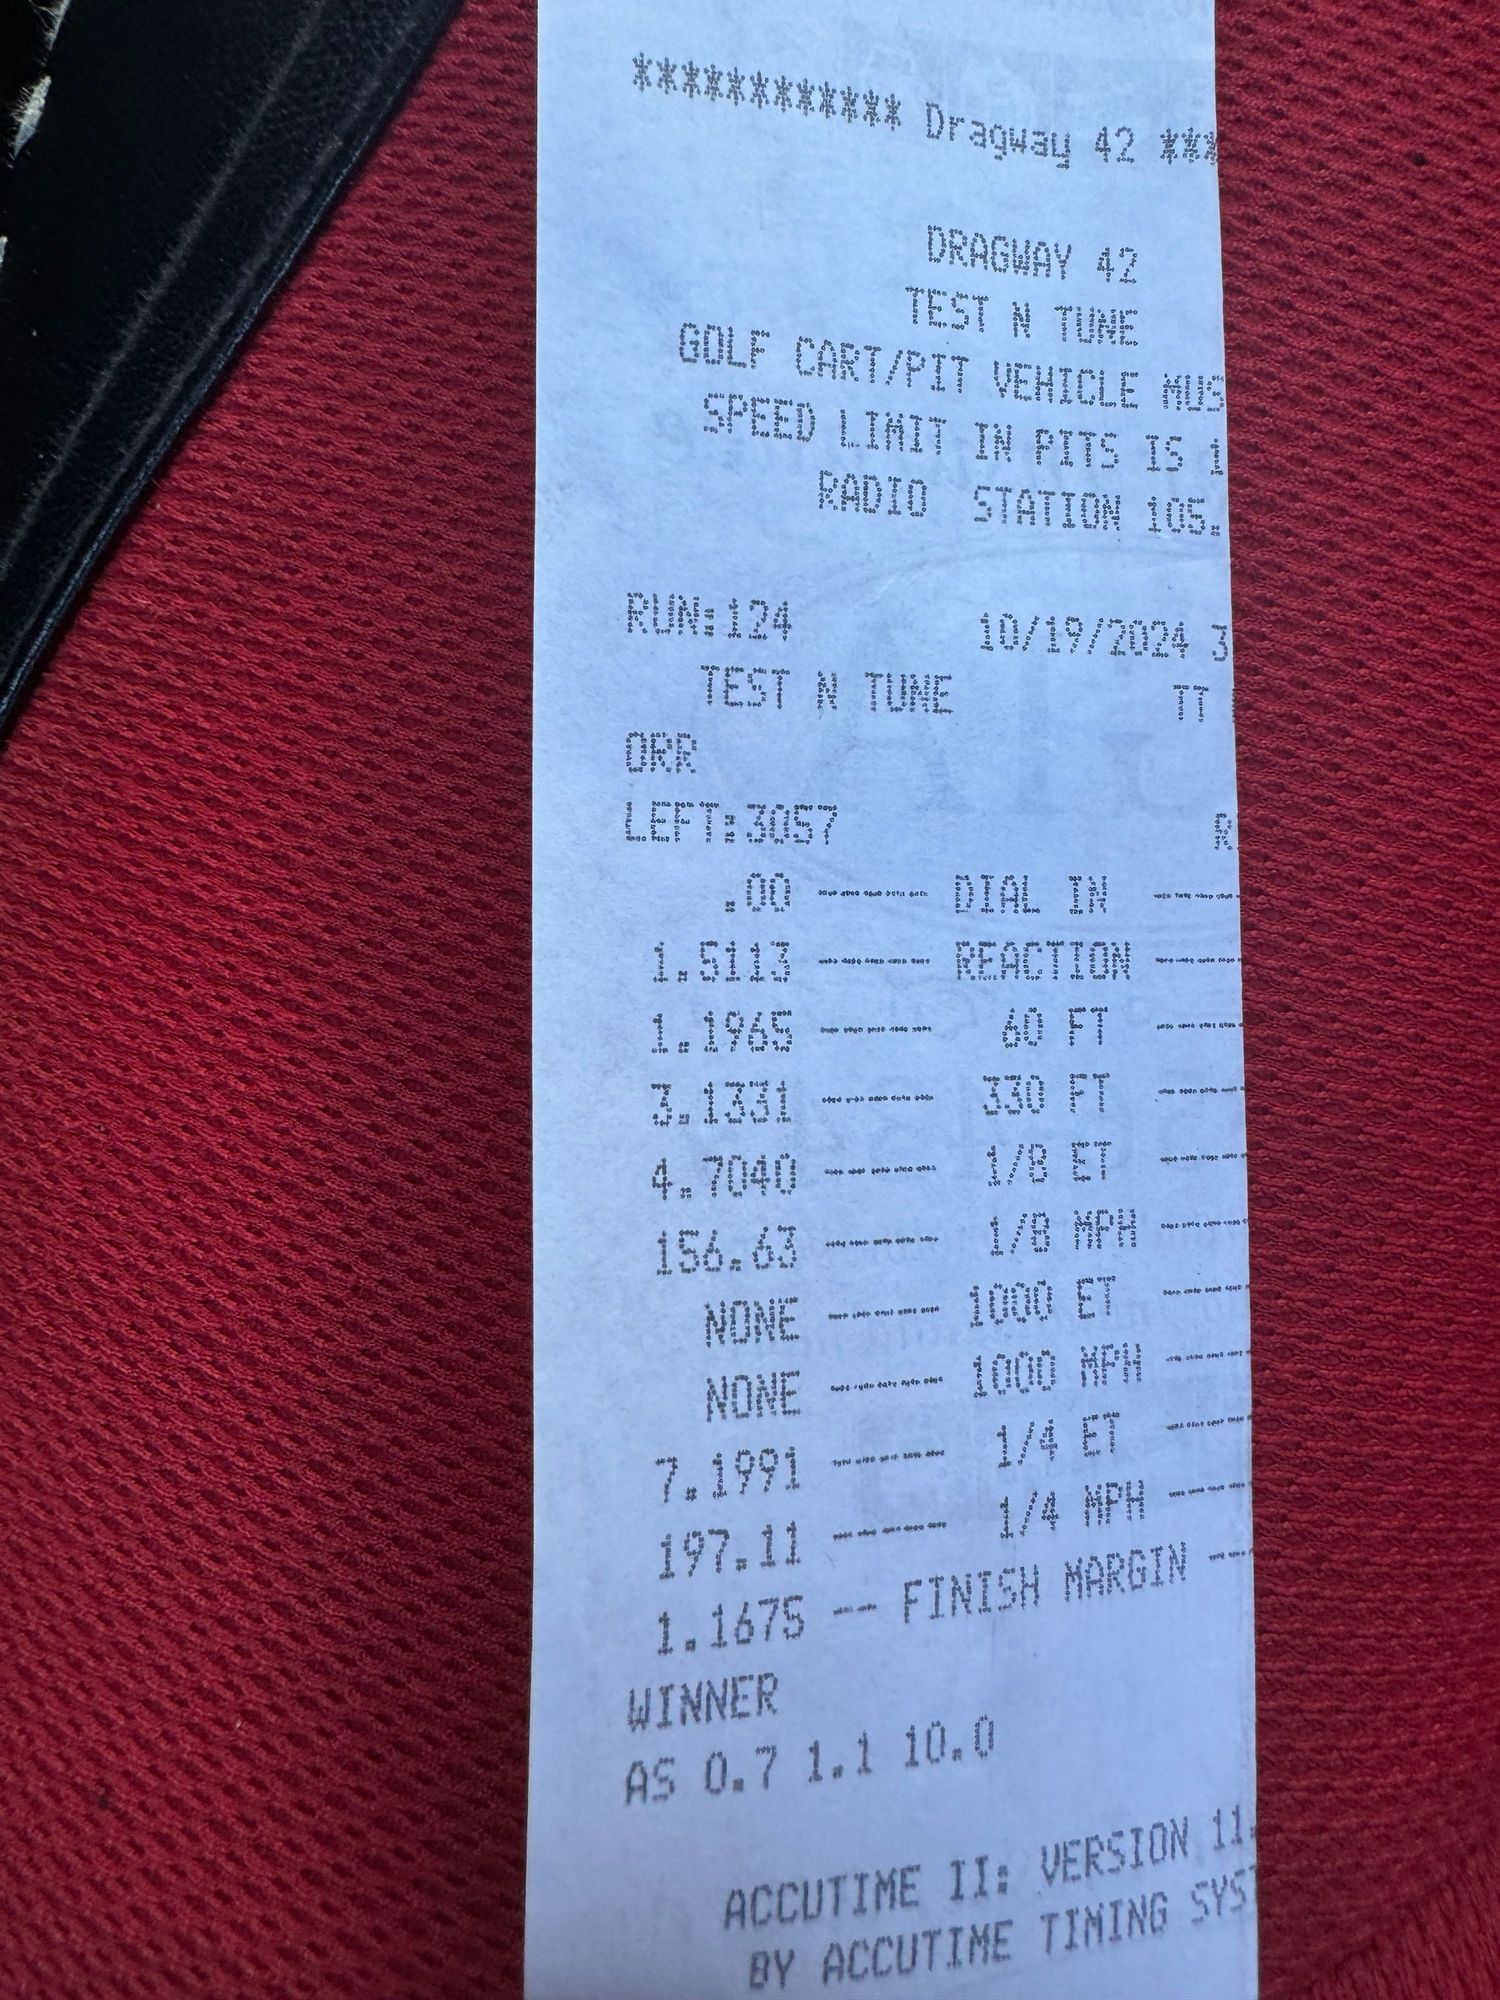 ************ Dragway 42 ***
DRAGWAY 42
TEST N TUNE
GOLF CART/PIT VEHICLE
SPEED LIMIT IN PITS IS
RADIO STATION
RUN: 124 10/19/2024
TEST N TUNE
ORR
LEFT:3057
.00 ----- DIAL IN -----
1.5113 ----- REACTION -----
1.1965 ----- 60 FT -----
3.1331 ----- 330 FT -----
----- 1/8 ET -----
186.63 ----- 1/8 MPH -----
NONE ----- 1000 ET -----
NONE ----- 1000 MPH -----
7.1991 ----- 1/4 ET -----
197.11 ----- 1/4 MPH -----
1.1675 -- FINISH MARGIN --
WINNER
AS 0.7 1.1 10.0
ACCUTIME II: VERSION 11
BY ACCUTIME TIMING SYS